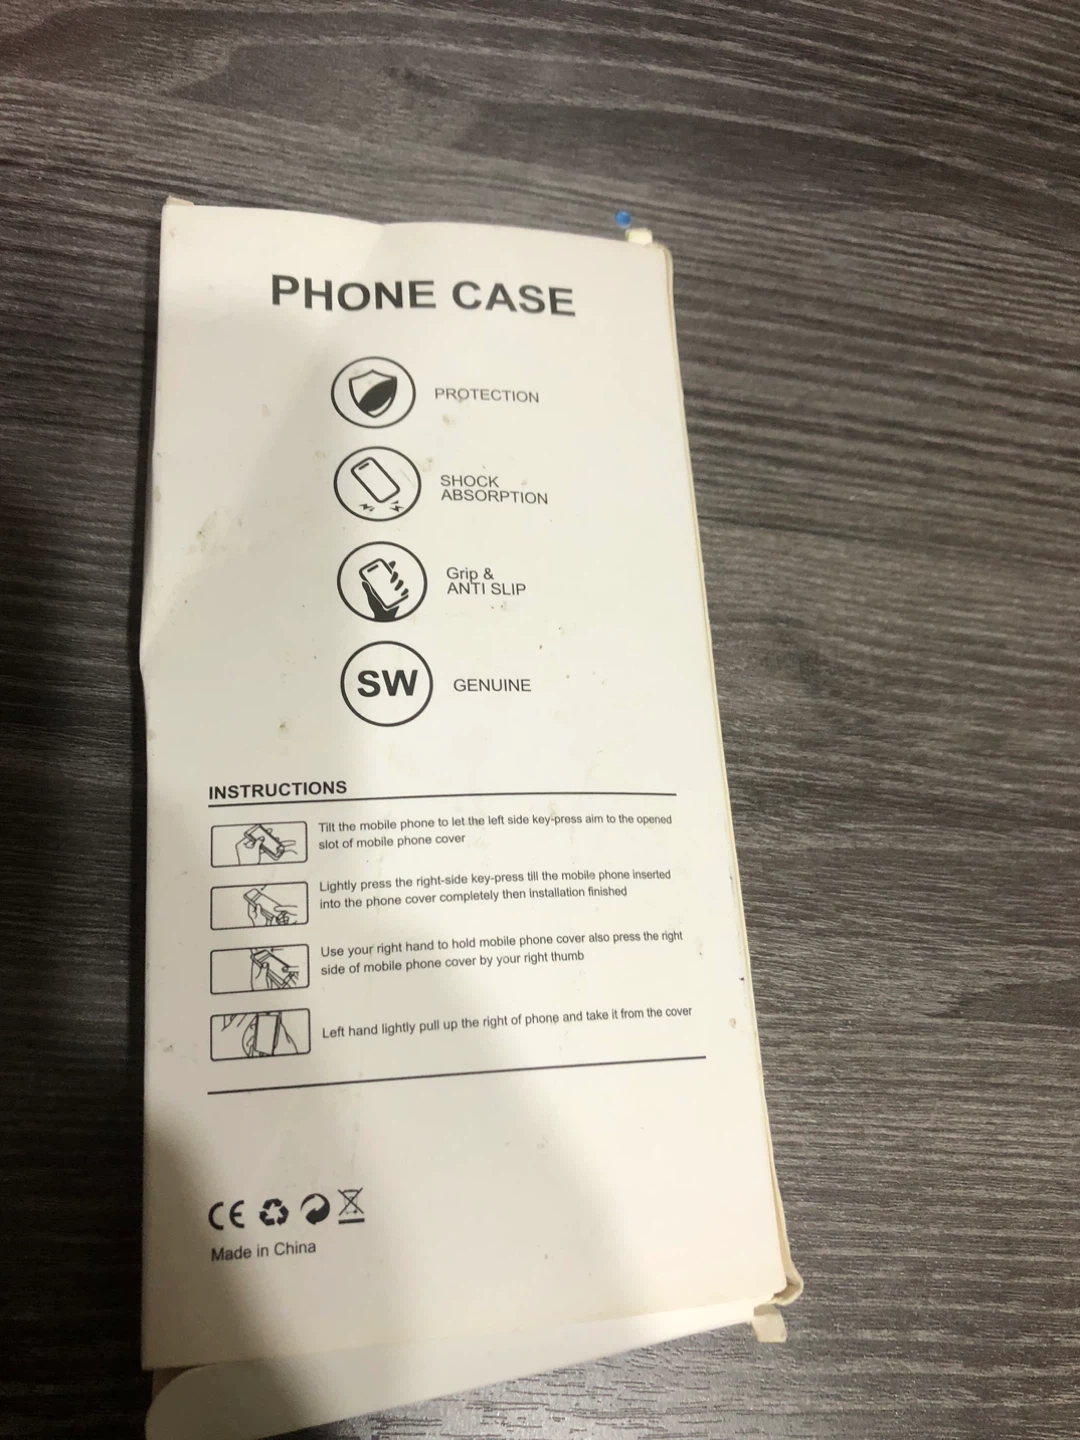 PHONE CASE
PROTECTION
SHOCK
ABSORPTION
Grip &
ANTI SLIP
SW
GENUINE
INSTRUCTIONS
Tilt the mobile phone to let the left side key-press aim to the opened
slot of mobile phone cover
Lightly press the right-side key-press till the mobile phone inserted
into the phone cover completely then installation finished
Use your right hand to hold mobile phone cover also press the right
side of mobile phone cover by your right thumb
Left hand lightly pull up the right of phone and take it from the cover
CE
Made in China